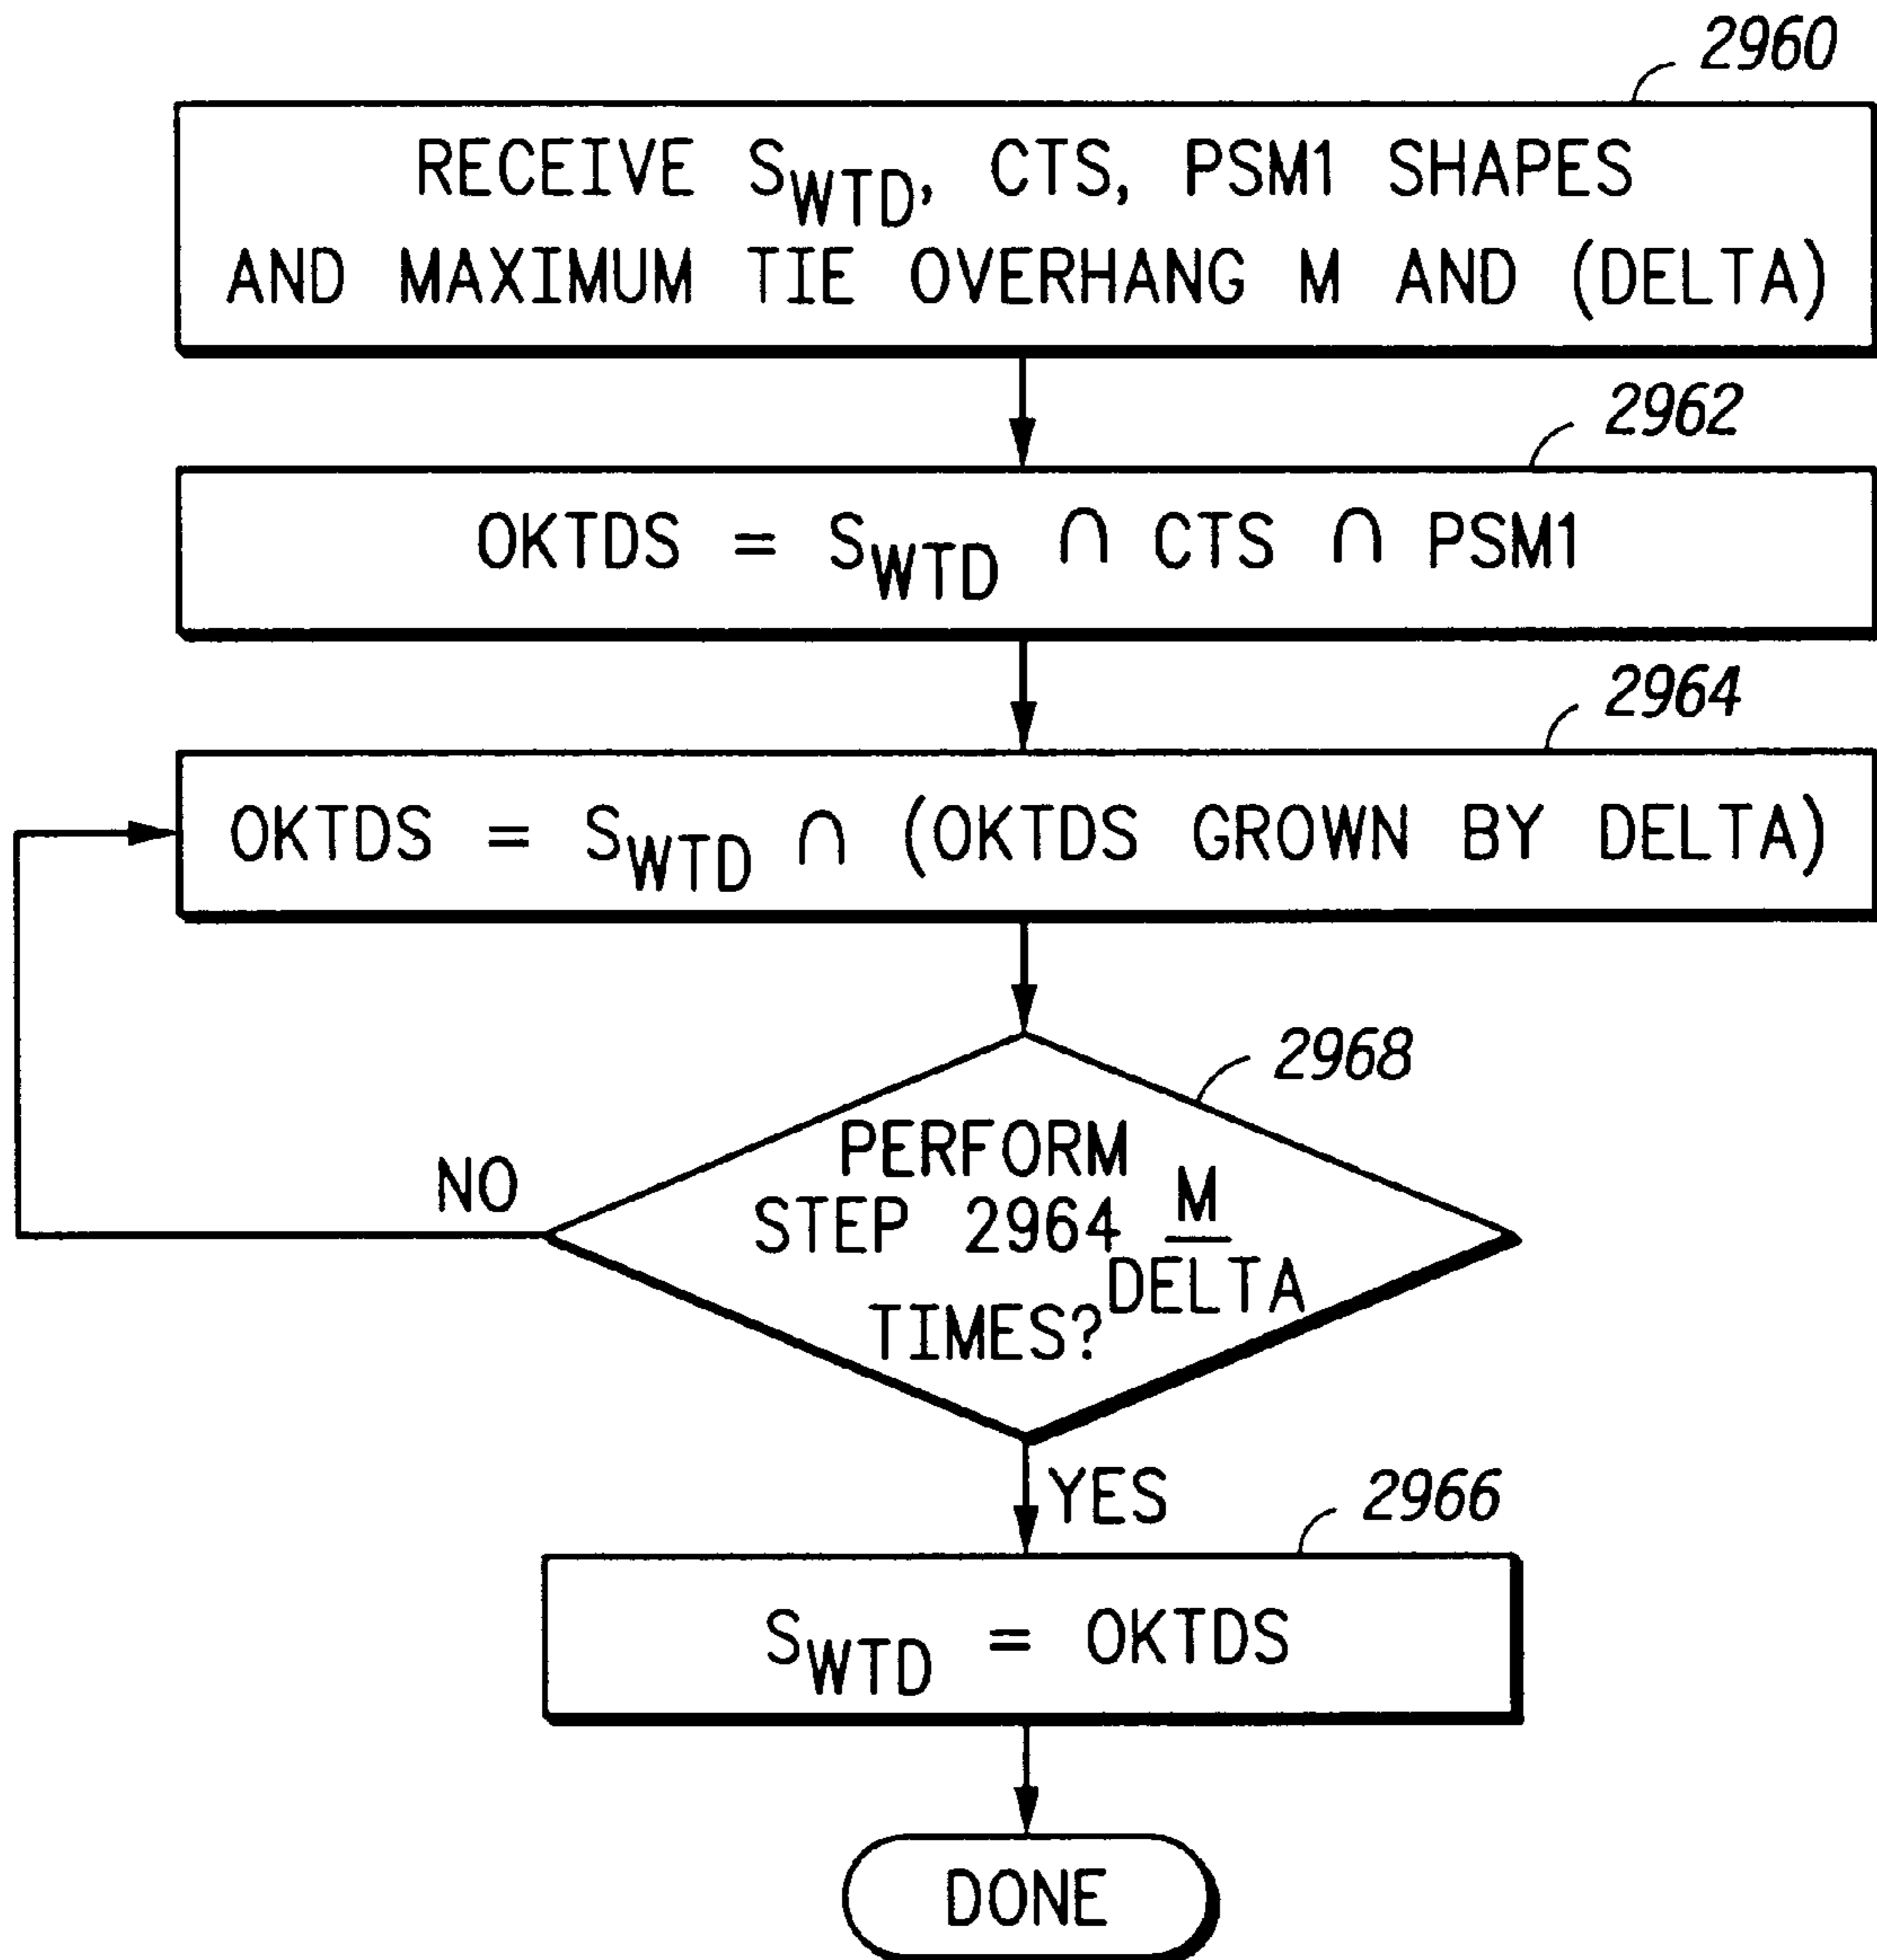 2960
RECEIVE SWTD, CTS, PSM1 SHAPES
AND MAXIMUM TIE OVERHANG M AND (DELTA)
2962
OKTDS = SWTD ∩ CTS ∩ PSM1
2964
OKTDS = SWTD ∩ (OKTDS GROWN BY DELTA)
2968
PERFORM
STEP 2964 M
DELTA
TIMES?
NO
YES
2966
SWTD = OKTDS
DONE